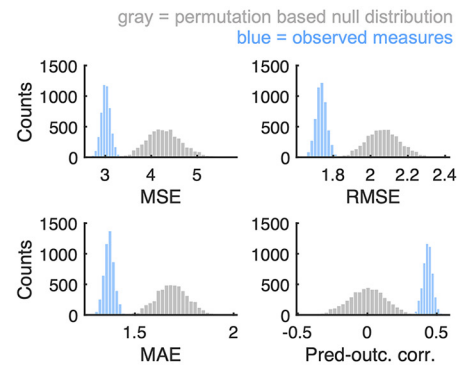 gray = permutation based null distribution
blue = observed measures
Counts
1500
1000
500
0
3 4 5
MSE
1500
1000
500
0
1.8 2 2.2 2.4
RMSE
Counts
1500
1000
500
0
1.5 2
MAE
1500
1000
500
0
-0.5 0 0.5
Pred-outc. corr.